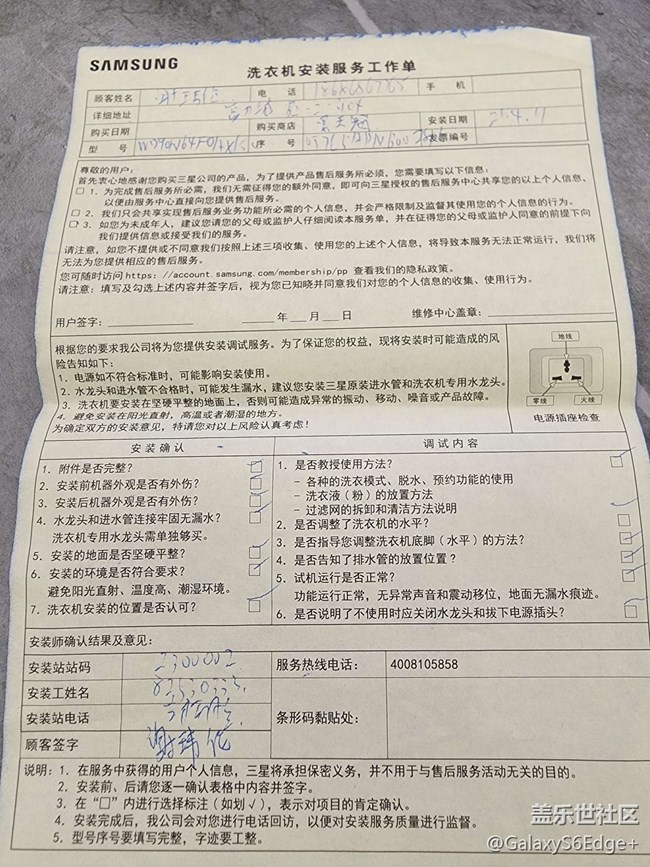 SAMSUNG
洗衣机安装服务工作单
顾客姓名 电 话 手 机
详细地址
购买日期 购买商店 安装日期
型 号 序 号 发票编号
尊敬的用户：
首先衷心地感谢您购买三星公司的产品，为了提供产品售后服务所必须，您需要填写以下信息：
□ 1. 为完成售后服务所必需，我们无需征得您的额外同意，即可向三星授权的售后服务中心共享您的以上个人信息，
以便由服务中心直接向您提供售后服务。
□ 2. 我们只会共享实现售后服务业务功能所必需的个人信息，并会严格限制及监督其使用您的个人信息的行为。
□ 3. 如您为未成年人，建议您请您的父母或监护人仔细阅读本服务单，并在征得您的父母或监护人同意的前提下向
我们提供信息或接受我们的服务。
请注意，如您不提供或不同意我们按照上述三项收集、使用您的上述个人信息，将导致本服务无法正常运行，我们将
无法为您提供相应的售后服务。
您可随时访问https：//account.samsung.com/membership/pp 查看我们的隐私政策。
请注意：填写及勾选上述内容并签字后，视为您已知晓并同意我们对您的个人信息的收集、使用行为。
用户签字： 年 月 日 维修中心盖章：
根据您的要求我公司将为您提供安装调试服务。为了保证您的权益，现将安装时可能造成的风
险告知如下：
1. 电源如不符合标准时，可能影响安装使用。
2. 水龙头和进水管不合格时，可能发生漏水，建议您安装三星原装进水管和洗衣机专用水龙头。
3. 洗衣机要安装在坚硬平整的地面上，否则可能造成异常的振动、移动、噪音或产品故障。
4. 避免安装在阳光直射，高温或者潮湿的地方。
为确定双方的安装意见，特请您对以上风险认真考虑！
地线
零线 火线
电源插座检查
安装确认
1. 附件是否完整？
2. 安装前机器外观是否有外伤？
3. 安装后机器外观是否有外伤？
4. 水龙头和进水管连接牢固无漏水？
洗衣机专用水龙头需单独购买。
5. 安装的地面是否坚硬平整？
6. 安装的环境是否符合要求？
避免阳光直射、温度高、潮湿环境。
7. 洗衣机安装的位置是否认可？
调试内容
1. 是否教授使用方法？
- 各种的洗衣模式、脱水、预约功能的使用
- 洗衣液（粉）的放置方法
- 过滤网的拆卸和清洁方法说明
2. 是否调整了洗衣机的水平？
3. 是否指导您调整洗衣机底脚（水平）的方法？
4. 是否告知了排水管的放置位置？
5. 试机运行是否正常？
功能运行正常，无异常声音和震动移位，地面无漏水痕迹。
6. 是否说明了不使用时应关闭水龙头和拔下电源插头？
安装师确认结果及意见：
安装站站码 2300002 服务热线电话： 4008105858
安装工姓名
安装站电话 条形码黏贴处：
顾客签字 谢玮伦
说明：1. 在服务中获得的用户个人信息，三星将承担保密义务，并不用于与售后服务活动无关的目的。
2. 安装前、后请您逐一确认表格中内容并签字。
3. 在“□”内进行选择标注（如划√），表示对项目的肯定确认。
4. 安装完成后，我公司会对您进行电话回访，以便对安装服务质量进行监督。
5. 型号序号要填写完整，字迹要工整。
盖乐世社区
@GalaxyS6Edge+